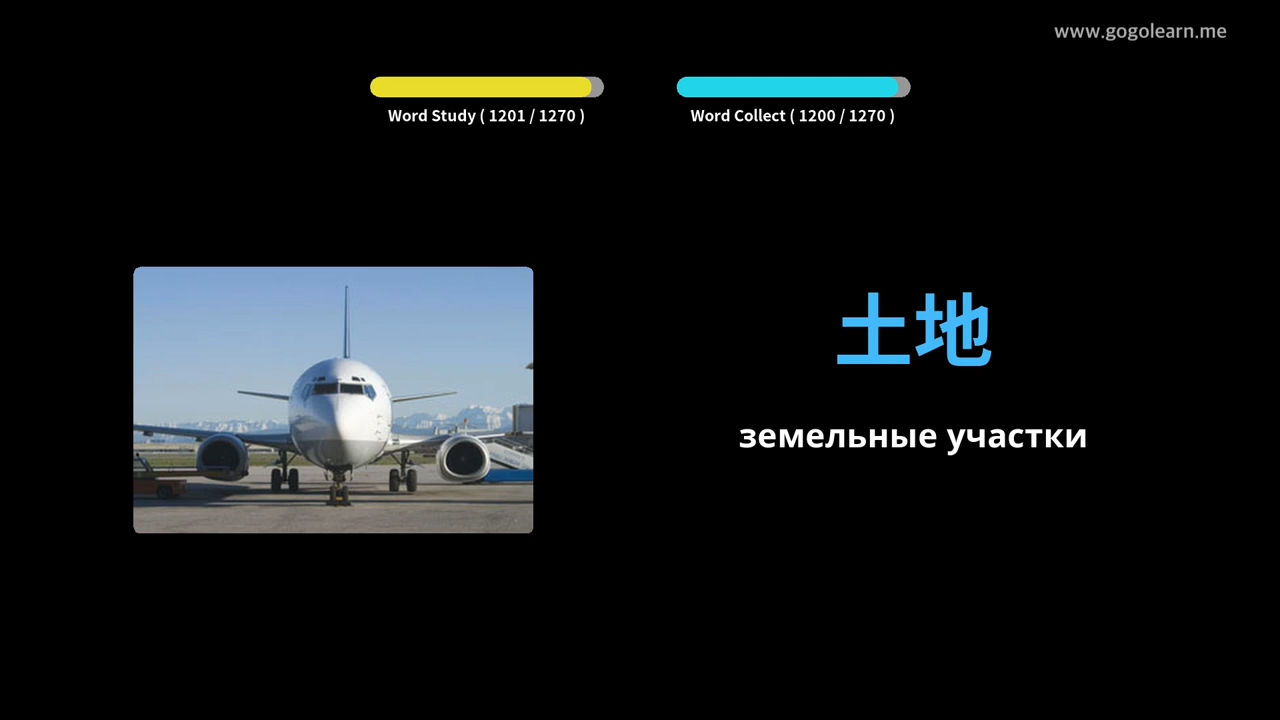 www.gogolearn.me
Word Study ( 1201 / 1270 )
Word Collect ( 1200 / 1270 )
土地
земельные участки